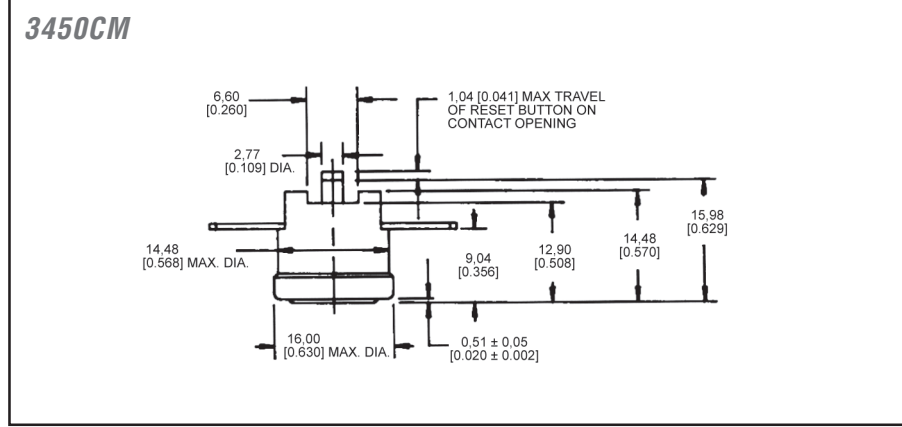 3450CM
6,60
[0.260]
1,04 [0.041] MAX TRAVEL
OF RESET BUTTON ON
CONTACT OPENING
2,77
[0.109] DIA.
14,48
[0.568] MAX. DIA.
9,04
[0.356]
12,90
[0.508]
14,48
[0.570]
15,98
[0.629]
16,00
[0.630] MAX. DIA.
0,51 ± 0,05
[0.020 ± 0.002]